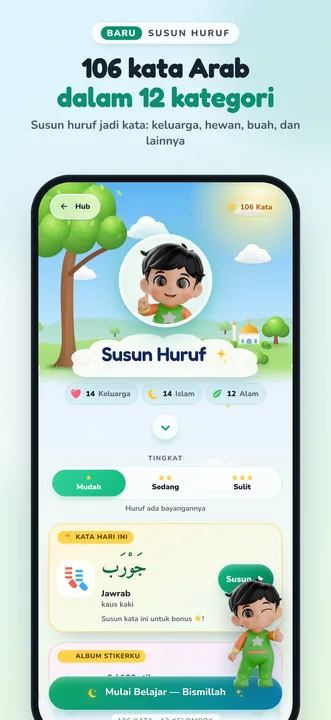 BARU SUSUN HURUF
106 kata Arab
dalam 12 kategori
Susun huruf jadi kata: keluarga, hewan, buah, dan
lainnya
← Hub
106 Kata
Susun Huruf
14 Keluarga
14 Islam
12 Alam
TINGKAT
Mudah
Sedang
Sulit
Huruf ada bayangannya
KATA HARI INI
جَوْرَب
Jawrab
kaus kaki
Susun kata ini untuk bonus ⭐!
Susun
ALBUM STIKERKU
Mulai Belajar — Bismillah